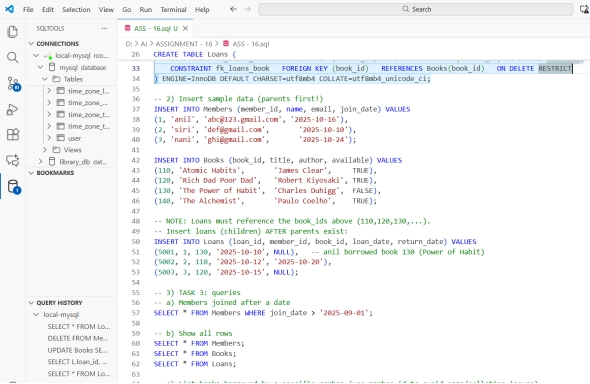 File Edit Selection View Go Run Terminal Help
Search
SQLTOOLS
CONNECTIONS
local-mysql roo...
mysql database
Tables
time_zone_l...
time_zone_t...
time_zone_t...
time_zone_t...
user
Views
library_db dat...
BOOKMARKS
QUERY HISTORY
local-mysql
SELECT * FROM Lo...
DELETE FROM Me...
UPDATE Books SE...
SELECT L.loan_id, ...
SELECT * FROM Lo...
ASS - 16.sql U
D: > AI > ASSIGNMENT - 16 > ASS - 16.sql
26 CREATE TABLE Loans (
33 CONSTRAINT fk_loans_book FOREIGN KEY (book_id) REFERENCES Books(book_id) ON DELETE RESTRICT
34 ) ENGINE=InnoDB DEFAULT CHARSET=utf8mb4 COLLATE=utf8mb4_unicode_ci;
35
36 -- 2) Insert sample data (parents first!)
37 INSERT INTO Members (member_id, name, email, join_date) VALUES
38 (1, 'anil', 'abc@123.gmail.com', '2025-10-16'),
39 (2, 'siri', 'def@gmail.com', '2025-10-10'),
40 (3, 'nani', 'ghi@gmail.com', '2025-10-24');
41
42 INSERT INTO Books (book_id, title, author, available) VALUES
43 (110, 'Atomic Habits', 'James Clear', TRUE),
44 (120, 'Rich Dad Poor Dad', 'Robert Kiyosaki', TRUE),
45 (130, 'The Power of Habit', 'Charles Duhigg', FALSE),
46 (140, 'The Alchemist', 'Paulo Coelho', TRUE);
47
48 -- NOTE: Loans must reference the book_ids above (110,120,130,...).
49 -- Insert loans (children) AFTER parents exist:
50 INSERT INTO Loans (loan_id, member_id, book_id, loan_date, return_date) VALUES
51 (5001, 1, 130, '2025-10-10', NULL), -- anil borrowed book 130 (Power of Habit)
52 (5002, 2, 110, '2025-10-12', '2025-10-20'),
53 (5003, 3, 120, '2025-10-15', NULL);
54
55 -- 3) TASK 3: queries
56 -- a) Members joined after a date
57 SELECT * FROM Members WHERE join_date > '2025-09-01';
58
59 -- b) Show all rows
60 SELECT * FROM Members;
61 SELECT * FROM Books;
62 SELECT * FROM Loans;
63